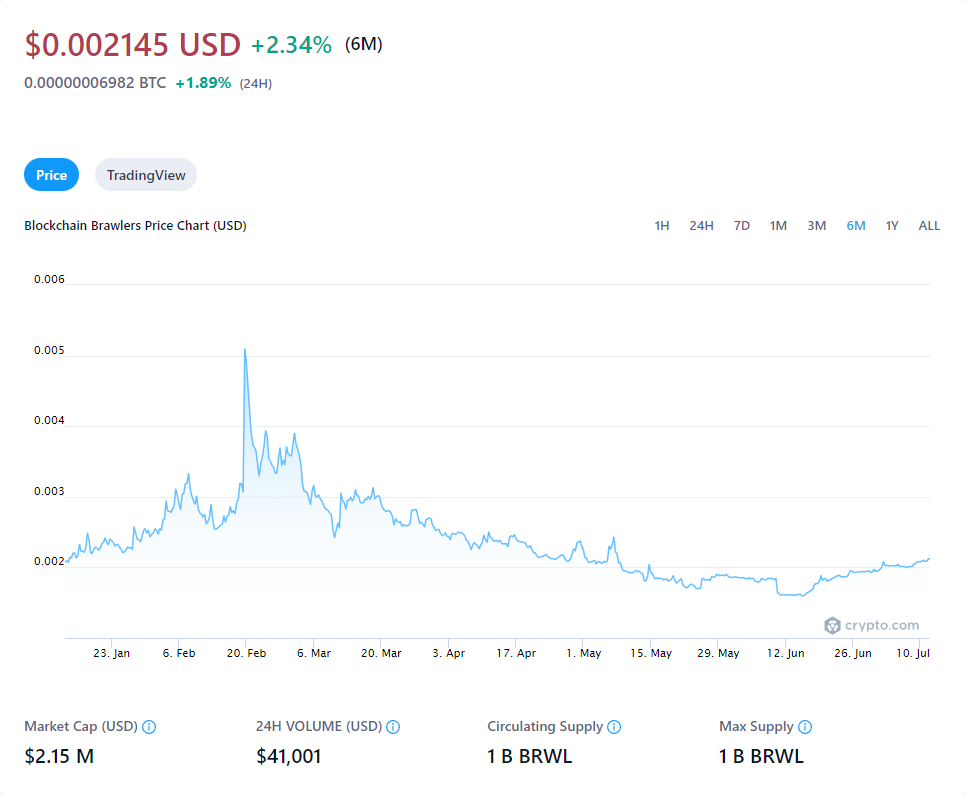 $0.002145 USD +2.34% (6M)
0.00000006982 BTC +1.89% (24H)
Price TradingView
Blockchain Brawlers Price Chart (USD) 1H 24H 7D 1M 3M 6M 1Y ALL
0.006
0.005
0.004
0.003
0.002
crypto.com
23. Jan 6. Feb 20. Feb 6. Mar 20. Mar 3. Apr 17. Apr 1. May 15. May 29. May 12. Jun 26. Jun 10. Jul
Market Cap (USD) 24H VOLUME (USD) Circulating Supply Max Supply
$2.15 M $41,001 1 B BRWL 1 B BRWL